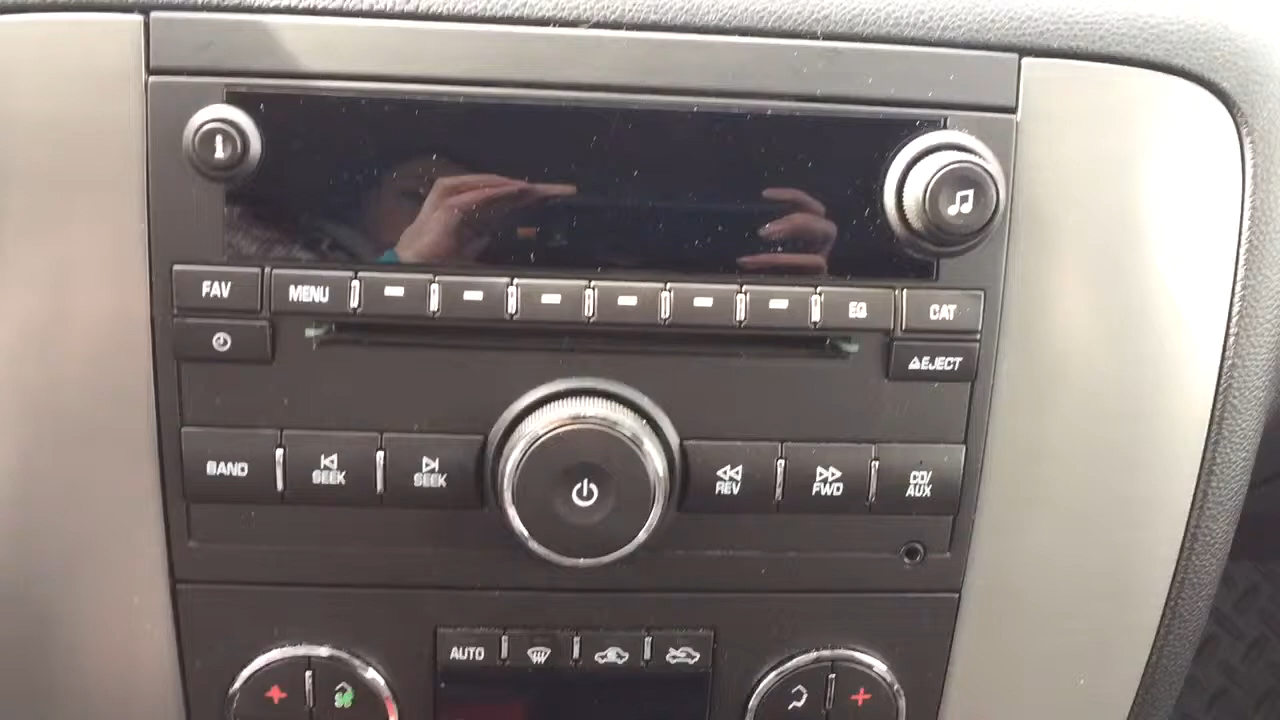 FAV
MENU
EQ
CAT
EJECT
BAND
SEEK
SEEK
REV
FWD
CD/
AUX
AUTO